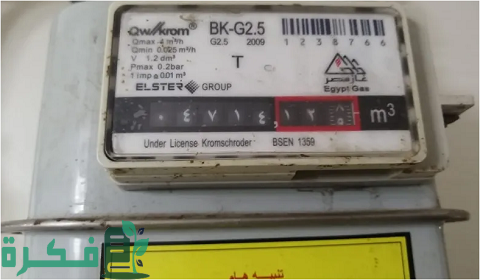 Qwkrom® BK-G2.5
Qmax 4 m³/h G2.5 2009 1 2 3 8 7 6 6
Qmin 0.025 m³/h
V 1.2 dm³
Pmax 0.2bar T
1 imp ≙ 0.01 m³
غاز مصر
Egypt Gas
ELSTER GROUP
٠٤٧١٤,١٣ m³
Under License Kromschroder BSEN 1359
فكرة
تنبيه هام